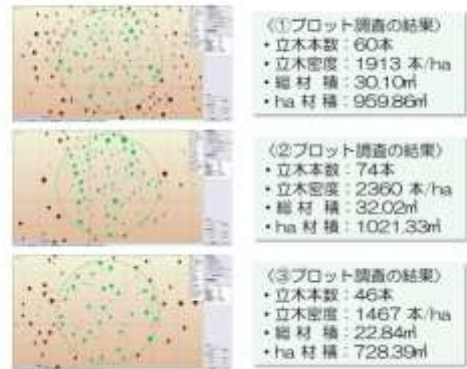 〈①プロット調査の結果〉
・立木本数：60本
・立木密度：1913 本/ha
・総 材 積：30.10㎥
・ha 材 積：959.86㎥
〈②プロット調査の結果〉
・立木本数：74本
・立木密度：2360 本/ha
・総 材 積：32.02㎥
・ha 材 積：1021.33㎥
〈③プロット調査の結果〉
・立木本数：46本
・立木密度：1467 本/ha
・総 材 積：22.84㎥
・ha 材 積：728.39㎥